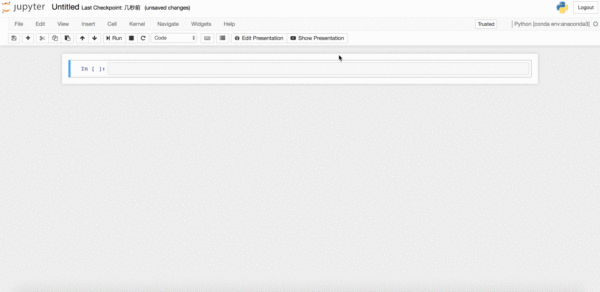 jupyter Untitled Last Checkpoint: 几秒前 (unsaved changes) Logout
File Edit View Insert Cell Kernel Navigate Widgets Help Trusted Python [conda env:anaconda3]
Run Code Edit Presentation Show Presentation
In [ ]: